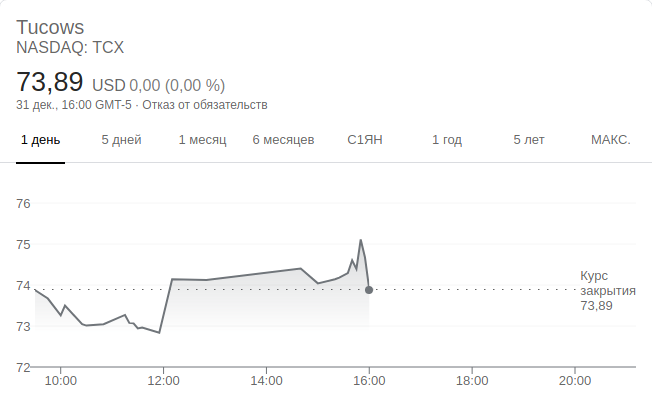 Tucows
NASDAQ: TCX
73,89 USD 0,00 (0,00 %)
31 дек., 16:00 GMT-5 · Отказ от обязательств
1 день 5 дней 1 месяц 6 месяцев С1ЯН 1 год 5 лет МАКС.
76
75
74
73
72
Курс
закрытия
73,89
10:00 12:00 14:00 16:00 18:00 20:00